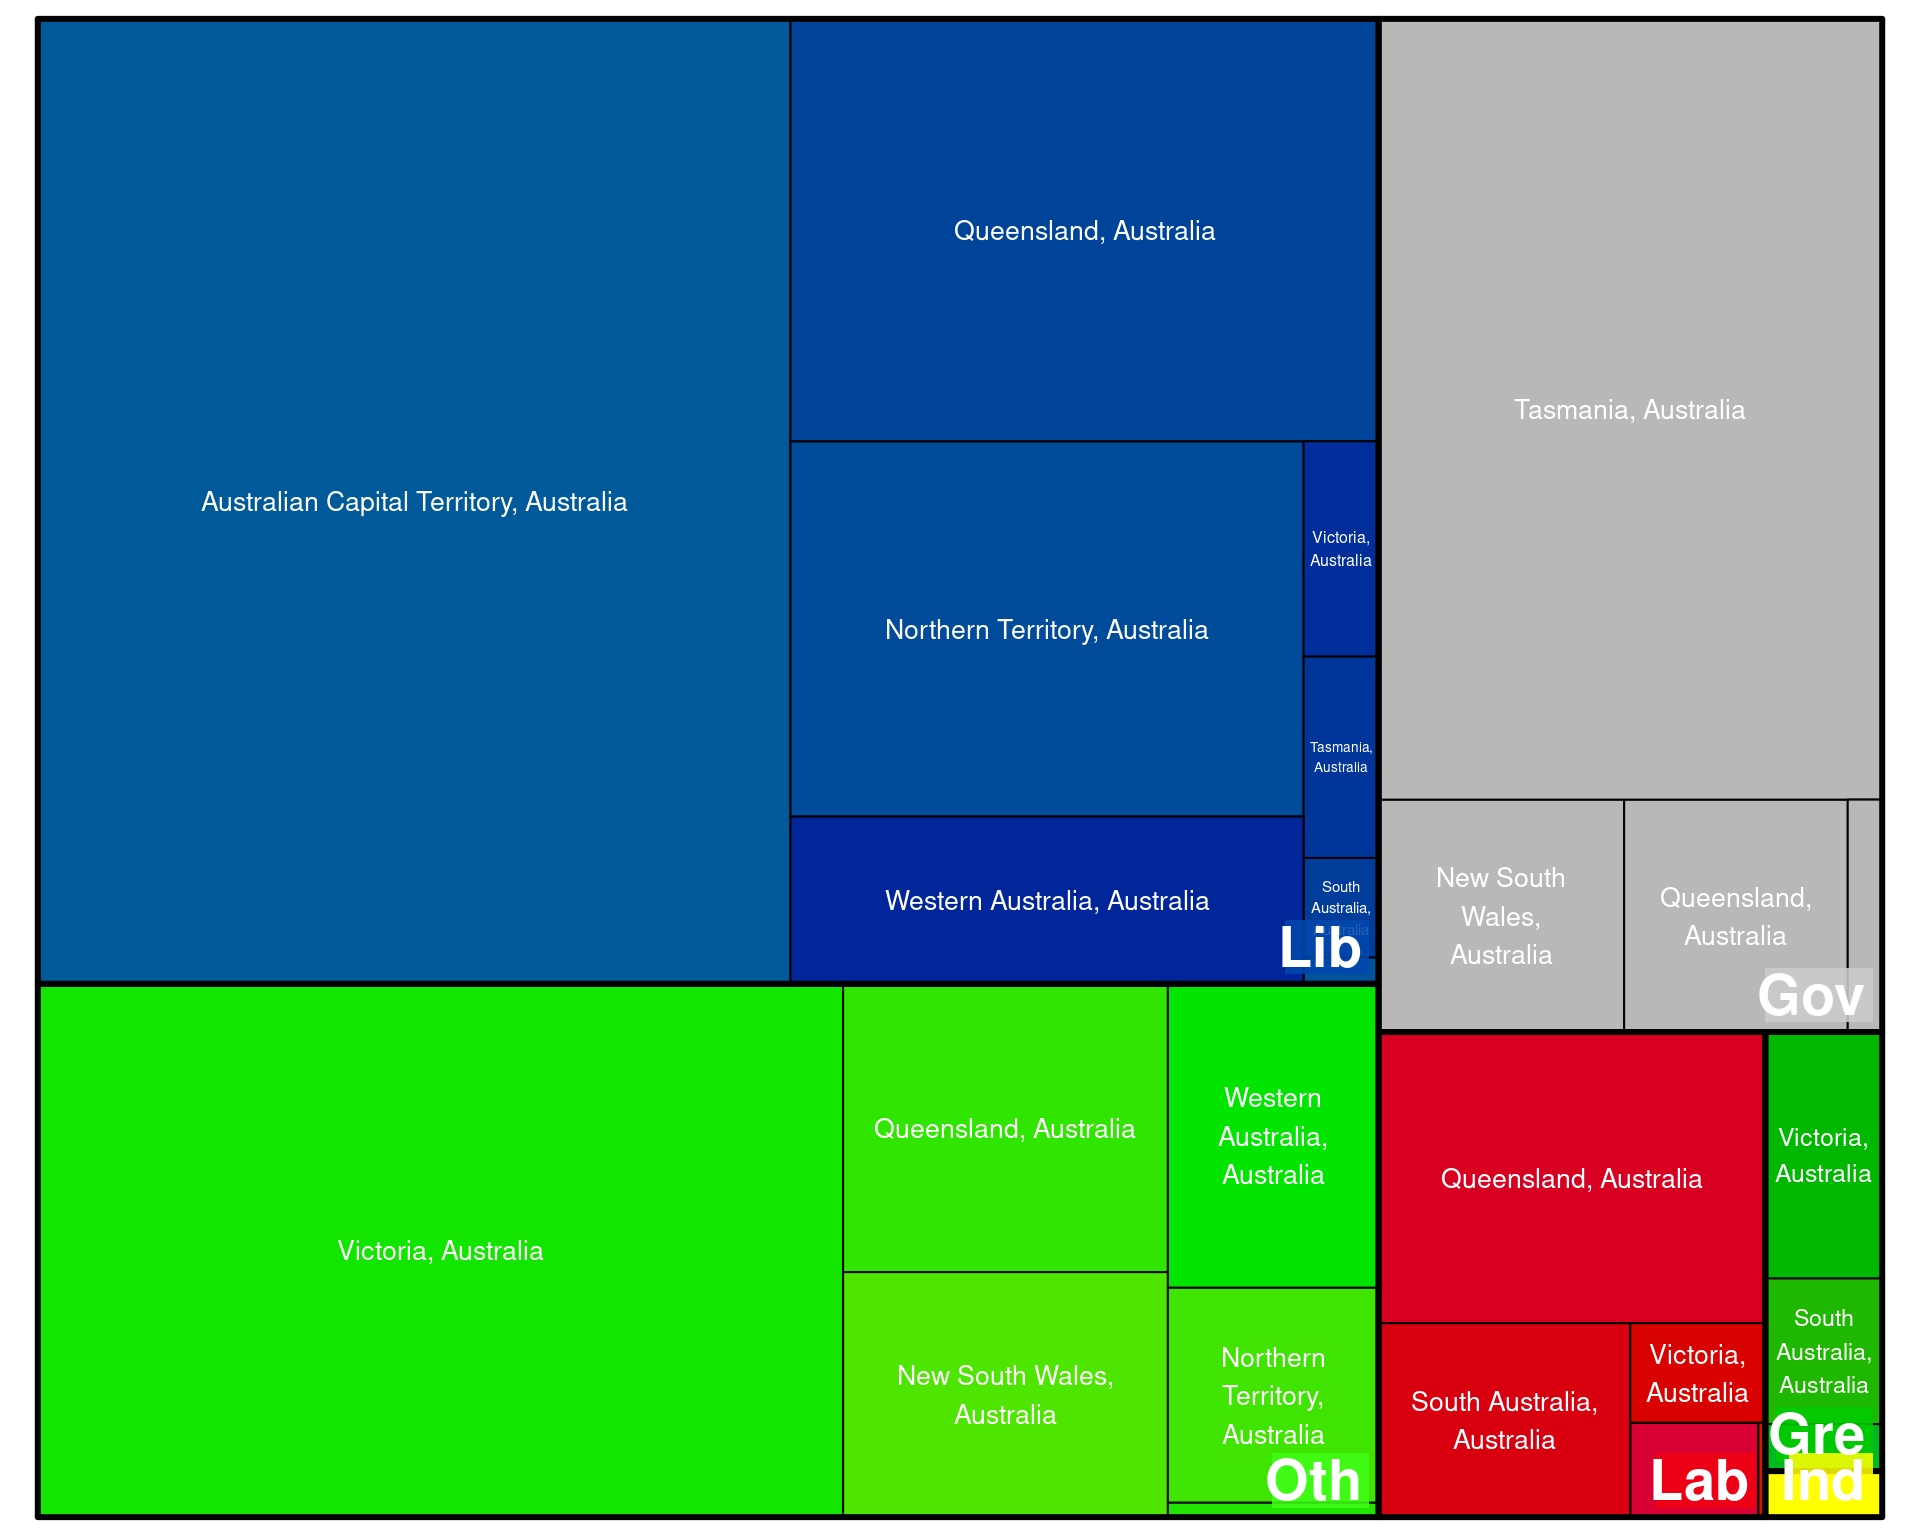 Australian Capital Territory, Australia
Queensland, Australia
Northern Territory, Australia
Victoria,
Australia
Tasmania,
Australia
Western Australia, Australia
South
Australia,
Australia
Lib
Tasmania, Australia
New South
Wales,
Australia
Queensland,
Australia
Gov
Victoria, Australia
Queensland, Australia
New South Wales,
Australia
Western
Australia,
Australia
Northern
Territory,
Australia
Oth
Queensland, Australia
South Australia,
Australia
Victoria,
Australia
Lab
Victoria,
Australia
South
Australia,
Australia
Gre
Ind